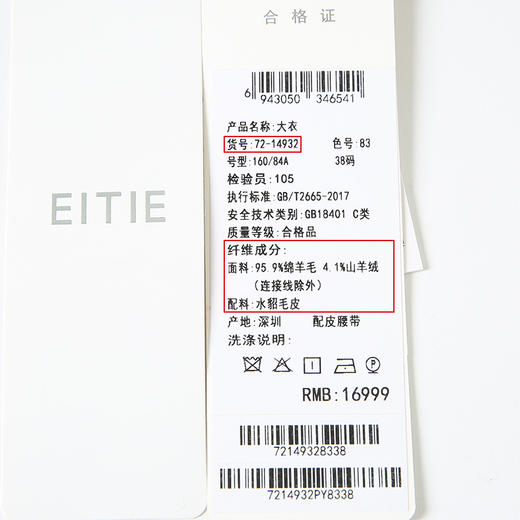 EITIE
合格证
6 943050 346541
产品名称:大衣
货号:72-14932 色号:83
号型:160/84A 38码
检验员:105
执行标准:GB/T2665-2017
安全技术类别:GB18401 C类
质量等级:合格品
纤维成分:
面料:95.9%绵羊毛 4.1%山羊绒
(连接线除外)
配料:水貂毛皮
产地:深圳 配皮腰带
洗涤说明:
P
RMB:16999
7214932B338
7214932PY8338